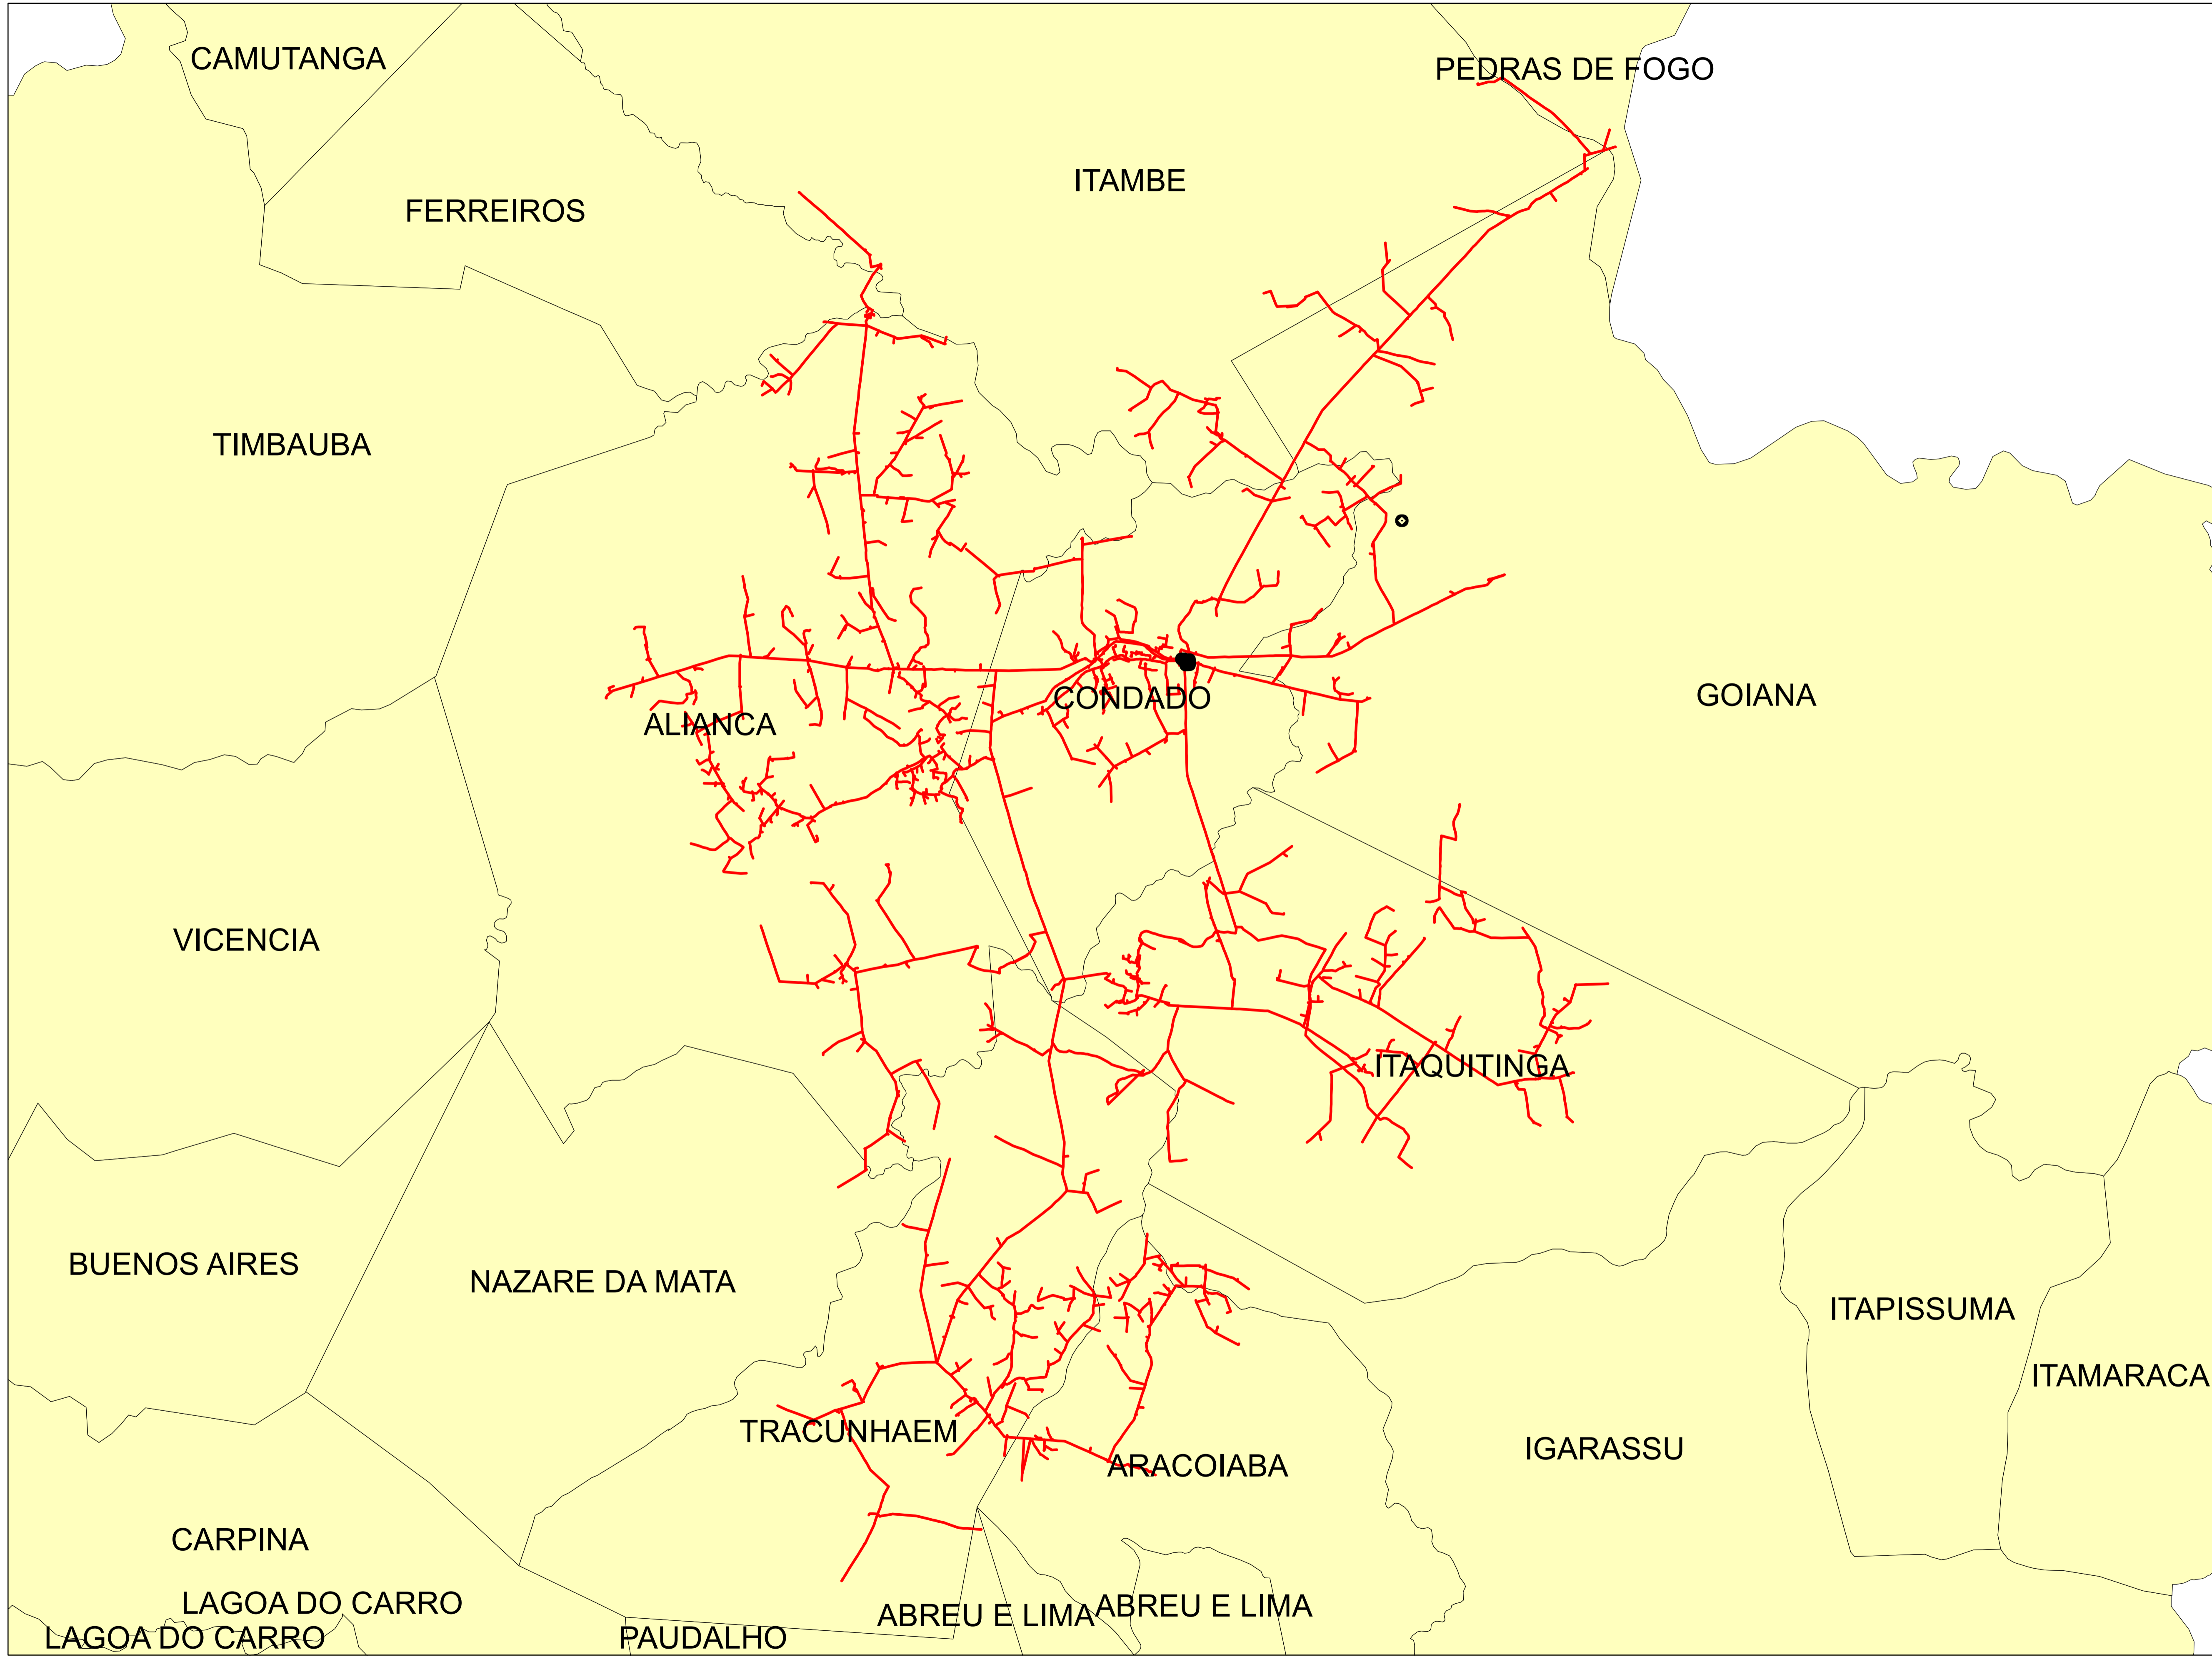 CAMUTANGA
PEDRAS DE FOGO
ITAMBE
FERREIROS
TIMBAUBA
GOIANA
CONDADO
ALIANCA
VICENCIA
ITAQUITINGA
BUENOS AIRES
NAZARE DA MATA
ITAPISSUMA
ITAMARACA
TRACUNHAEM
IGARASSU
ARACOIABA
CARPINA
LAGOA DO CARRO
ABREU E LIMA
ABREU E LIMA
LAGOA DO CARRO
PAUDALHO